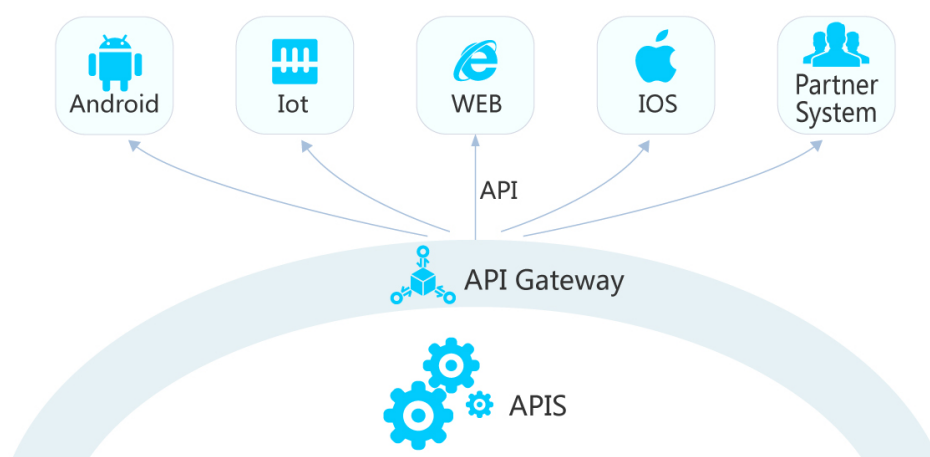 Android
Iot
WEB
IOS
Partner
System
API
API Gateway
APIS